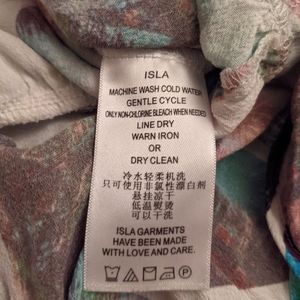 ISLA
MACHINE WASH COLD WATER
GENTLE CYCLE
ONLY NON-CHLORINE BLEACH WHEN NEEDED
LINE DRY
WARM IRON
OR
DRY CLEAN
冷水轻柔机洗
只可使用非氯性漂白剂
悬挂凉干
低温熨烫
可以干洗
ISLA GARMENTS
HAVE BEEN MADE
WITH LOVE AND CARE.